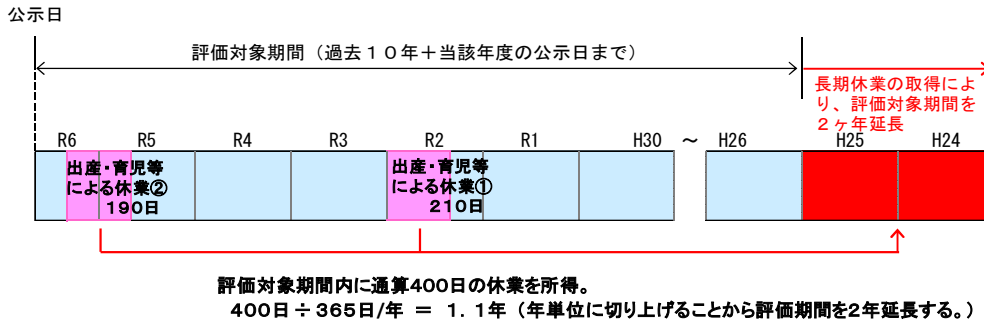 公示日
評価対象期間（過去１０年＋当該年度の公示日まで）
長期休業の取得によ
り、評価対象期間を
２ヶ年延長
R6 R5 R4 R3 R2 R1 H30 ～ H26 H25 H24
出産・育児等
による休業②
１９０日
出産・育児等
による休業①
２１０日
評価対象期間内に通算400日の休業を所得。
４００日÷３６５日/年 ＝ １．１年（年単位に切り上げることから評価期間を２年延長する。）